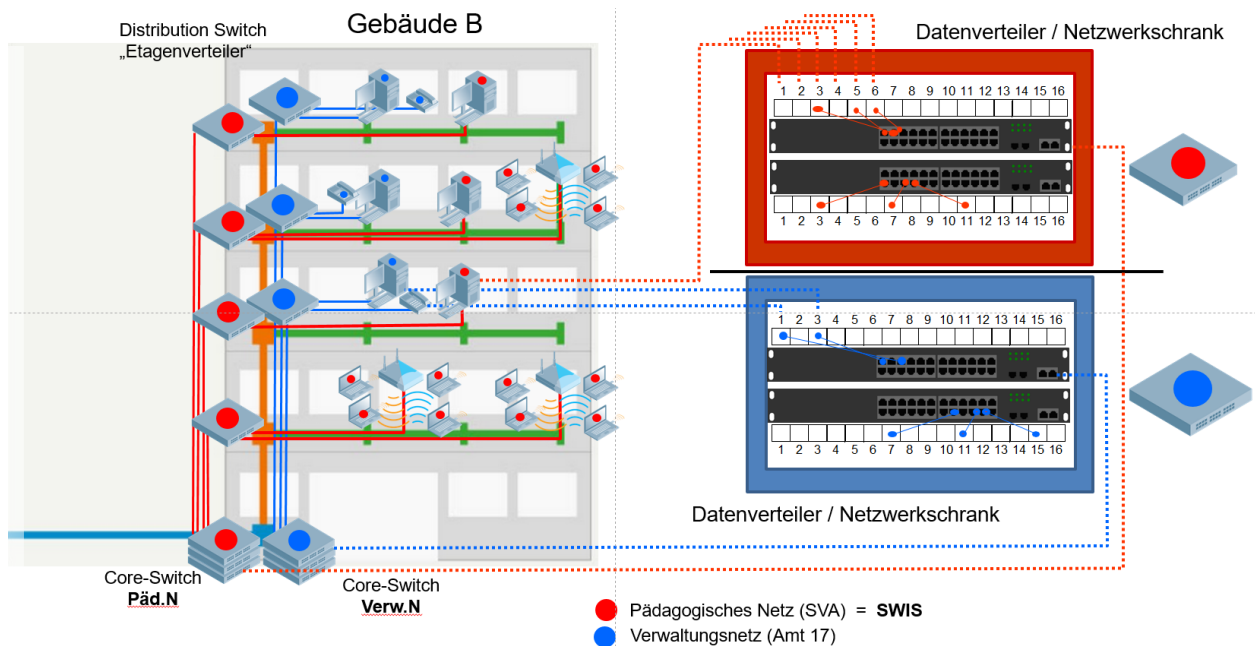 Distribution Switch
„Etagenverteiler“
Gebäude B
Datenverteiler / Netzwerkschrank
1 2 3 4 5 6 7 8 9 10 11 12 13 14 15 16
1 2 3 4 5 6 7 8 9 10 11 12 13 14 15 16
1 2 3 4 5 6 7 8 9 10 11 12 13 14 15 16
1 2 3 4 5 6 7 8 9 10 11 12 13 14 15 16
Datenverteiler / Netzwerkschrank
Core-Switch
Päd.N
Core-Switch
Verw.N
Pädagogisches Netz (SVA) = SWIS
Verwaltungsnetz (Amt 17)